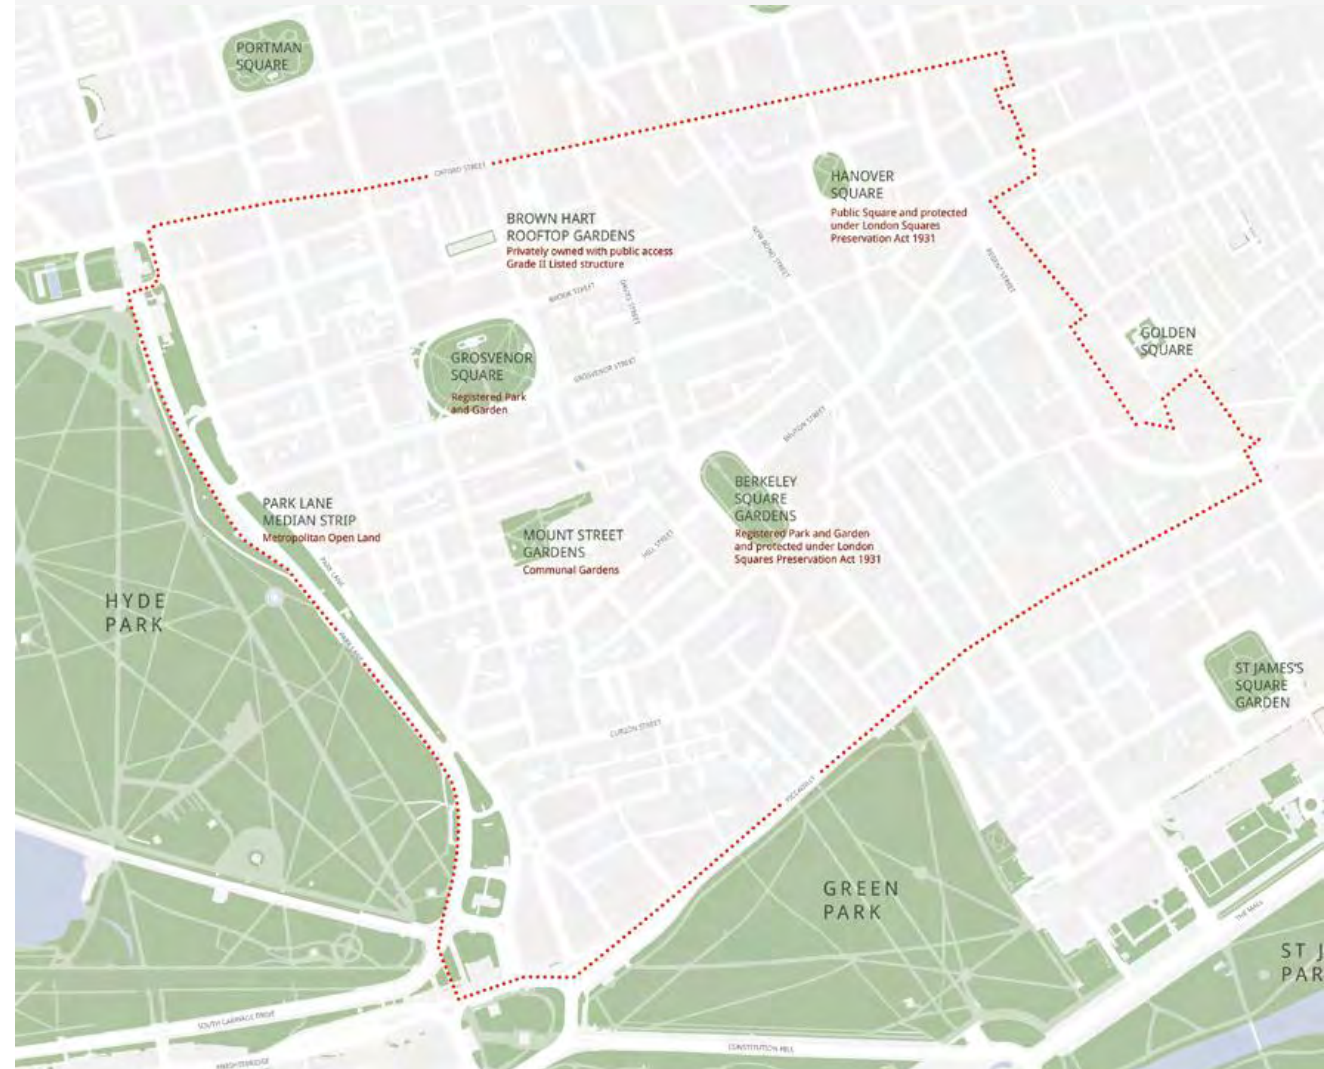 PORTMAN
SQUARE
OXFORD STREET
HANOVER
SQUARE
Public Square and protected
under London Squares
Preservation Act 1931
BROWN HART
ROOFTOP GARDENS
Privately owned with public access
Grade II Listed structure
NEW BOND STREET
REGENT STREET
BROOK STREET
DAVIES STREET
GOLDEN
SQUARE
GROSVENOR
SQUARE
Registered Park
and Garden
GROSVENOR STREET
BRUTON STREET
BERKELEY
SQUARE
GARDENS
Registered Park and Garden
and protected under London
Squares Preservation Act 1931
PARK LANE
MEDIAN STRIP
Metropolitan Open Land
MOUNT STREET
GARDENS
Communal Gardens
HILL STREET
PARK LANE
HYDE
PARK
PARK LANE
ST JAMES'S
SQUARE
GARDEN
CURZON STREET
PICCADILLY
GREEN
PARK
THE MALL
ST J
PAR
SOUTH CARRIAGE DRIVE
CONSTITUTION HILL
KNIGHTSBRIDGE